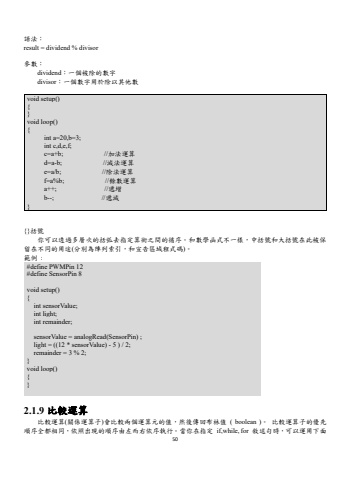 語法：
result = dividend % divisor
參數：
dividend：一個被除的數字
divisor：一個數字用於除以其他數
void setup()
{
}
void loop()
{
int a=20,b=3;
int c,d,e,f;
c=a+b; //加法運算
d=a-b; //減法運算
e=a/b; //除法運算
f=a%b; //餘數運算
a++; //遞增
b--; //遞減
}
{}括號
你可以透過多層次的括弧去指定算術之間的循序。和數學函式不一樣，中括號和大括號在此被保
留在不同的用途(分別為陣列索引，和宣告區域程式碼)。
範例：
#define PWMPin 12
#define SensorPin 8
void setup()
{
int sensorValue;
int light;
int remainder;
sensorValue = analogRead(SensorPin) ;
light = ((12 * sensorValue) - 5 ) / 2;
remainder = 3 % 2;
}
void loop()
{
}
2.1.9 比較運算
比較運算(關係運算子)會比較兩個運算元的值，然後傳回布林值 ( boolean )。 比較運算子的優先
順序全都相同，依照出現的順序由左而右依序執行。當你在指定 if,while, for 敘述句時，可以運用下面
50